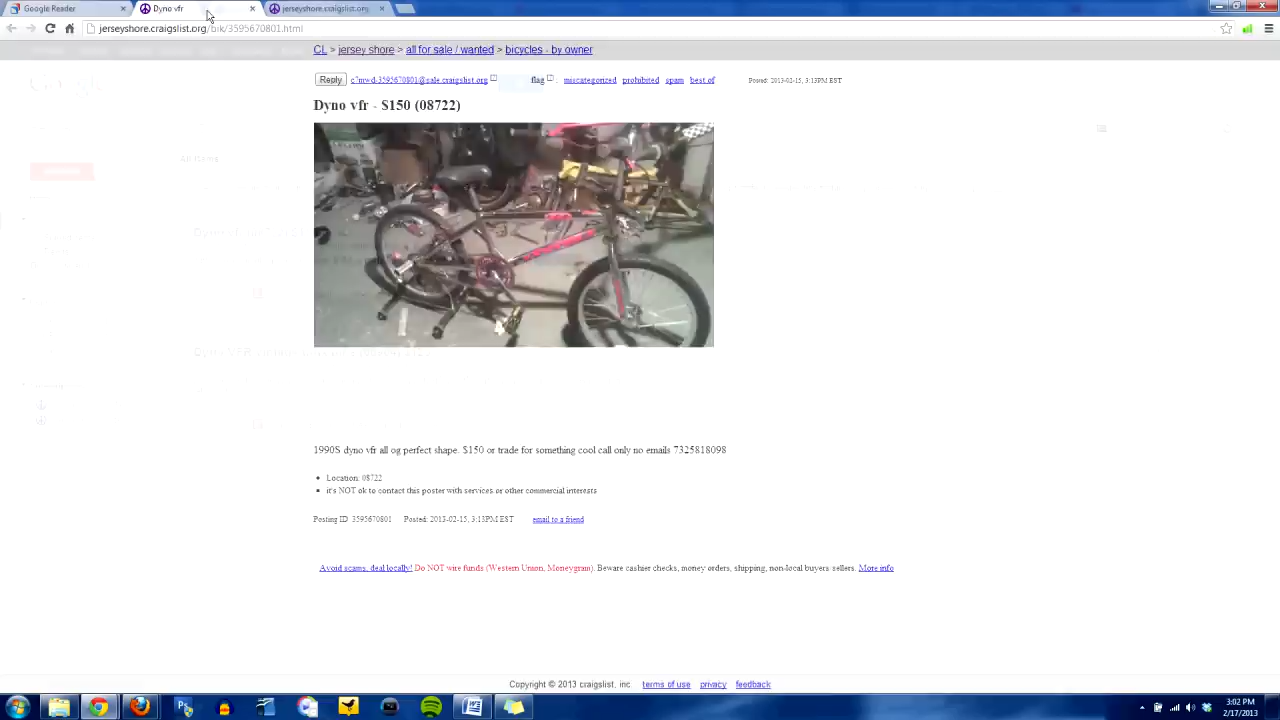 Google Reader
Dyno vfr
jerseyshore.craigslist.org/
jerseyshore.craigslist.org/bik/3595670801.html
CL > jersey shore > all for sale / wanted > bicycles - by owner
Reply c7mwd-3595670801@sale.craigslist.org flag : miscategorized prohibited spam best of Posted: 2013-02-15, 3:13PM EST
Dyno vfr - $150 (08722)
1990S dyno vfr all og perfect shape. $150 or trade for something cool call only no emails 7325818098
Location: 08722
it's NOT ok to contact this poster with services or other commercial interests
Posting ID: 3595670801 Posted: 2013-02-15, 3:13PM EST email to a friend
Avoid scams, deal locally! Do NOT wire funds (Western Union, Moneygram). Beware cashier checks, money orders, shipping, non-local buyers/sellers. More info
Copyright © 2013 craigslist, inc terms of use privacy feedback
3:02 PM
2/17/2013